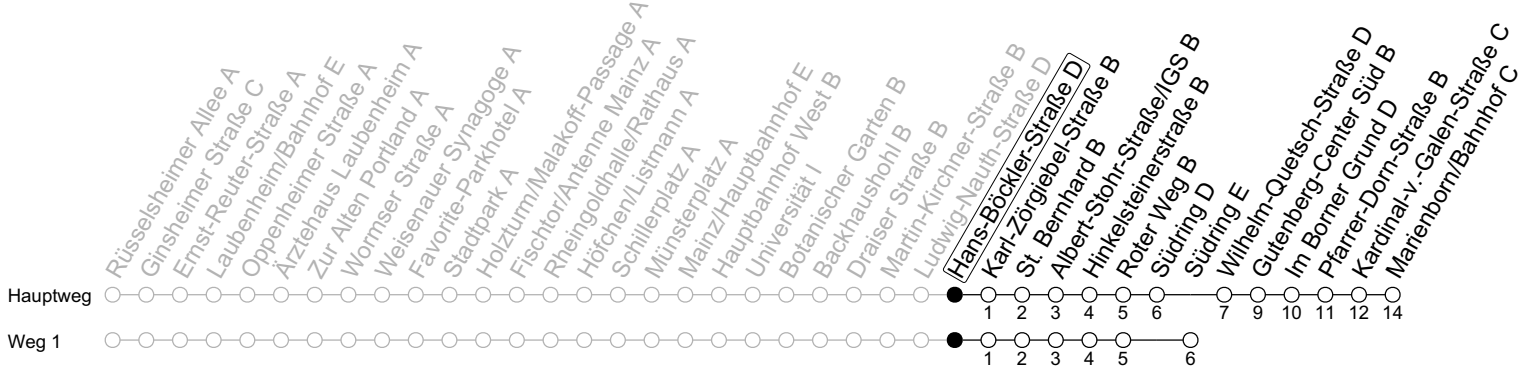 Rüsselsheimer Allee A
Ginsheimer Straße C
Ernst-Reuter-Straße A
Laubenheim/Bahnhof E
Oppenheimer Straße A
Ärztehaus Laubenheim A
Zur Alten Portland A
Wormser Straße A
Weisenauer Synagoge A
Favorite-Parkhotel A
Stadtpark A
Holzturm/Malakoff-Passage A
Fischtor/Antenne Mainz A
Rheingoldhalle/Rathaus A
Höfchen/Listmann A
Schillerplatz A
Münsterplatz A
Mainz/Hauptbahnhof E
Hauptbahnhof West B
Universität I
Botanischer Garten B
Backhaushohl B
Draiser Straße B
Martin-Kirchner-Straße B
Ludwig-Nauth-Straße D
Hans-Böckler-Straße D
Karl-Zörgiebel-Straße B
St. Bernhard B
Albert-Stohr-Straße/IGS B
Hinkelsteinerstraße B
Roter Weg B
Südring D
Südring E
Wilhelm-Quetsch-Straße D
Gutenberg-Center Süd B
Im Borner Grund D
Pfarrer-Dorn-Straße B
Kardinal-v.-Galen-Straße C
Marienborn/Bahnhof C
Hauptweg
1 2 3 4 5 6 7 9 10 11 12 14
Weg 1
1 2 3 4 5 6